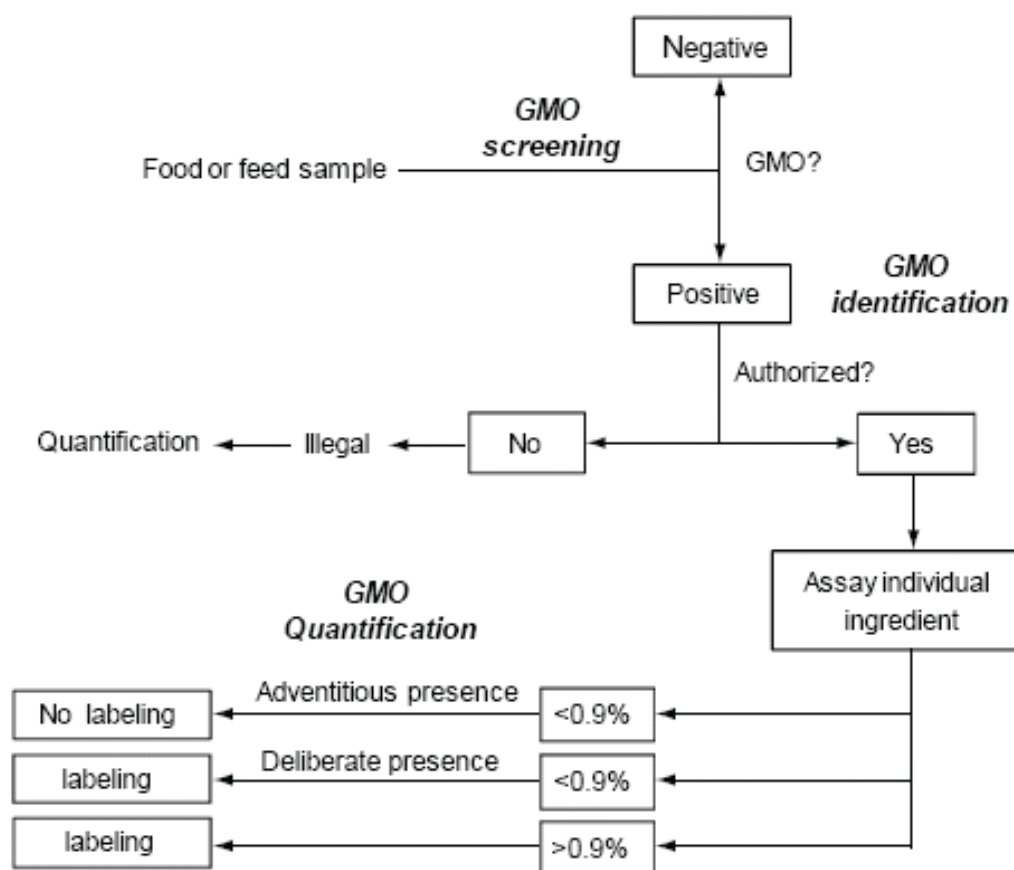 Negative
GMO
screening
Food or feed sample
GMO?
Positive
GMO
identification
Authorized?
Quantification
Illegal
No
Yes
Assay individual
ingredient
GMO
Quantification
No labeling
Adventitious presence
<0.9%
labeling
Deliberate presence
<0.9%
labeling
>0.9%